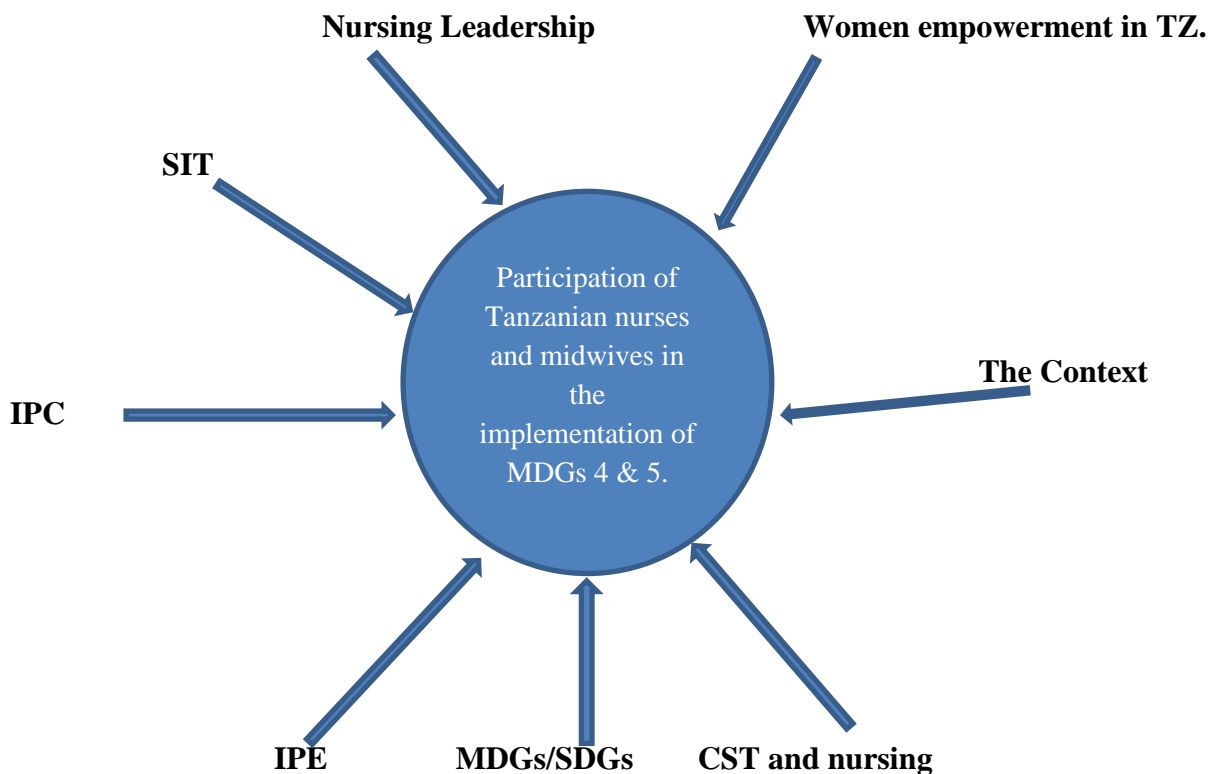 Nursing Leadership
Women empowerment in TZ.
SIT
Participation of
Tanzanian nurses
and midwives in
the
implementation of
MDGs 4 & 5.
The Context
IPC
IPE
MDGs/SDGs
CST and nursing